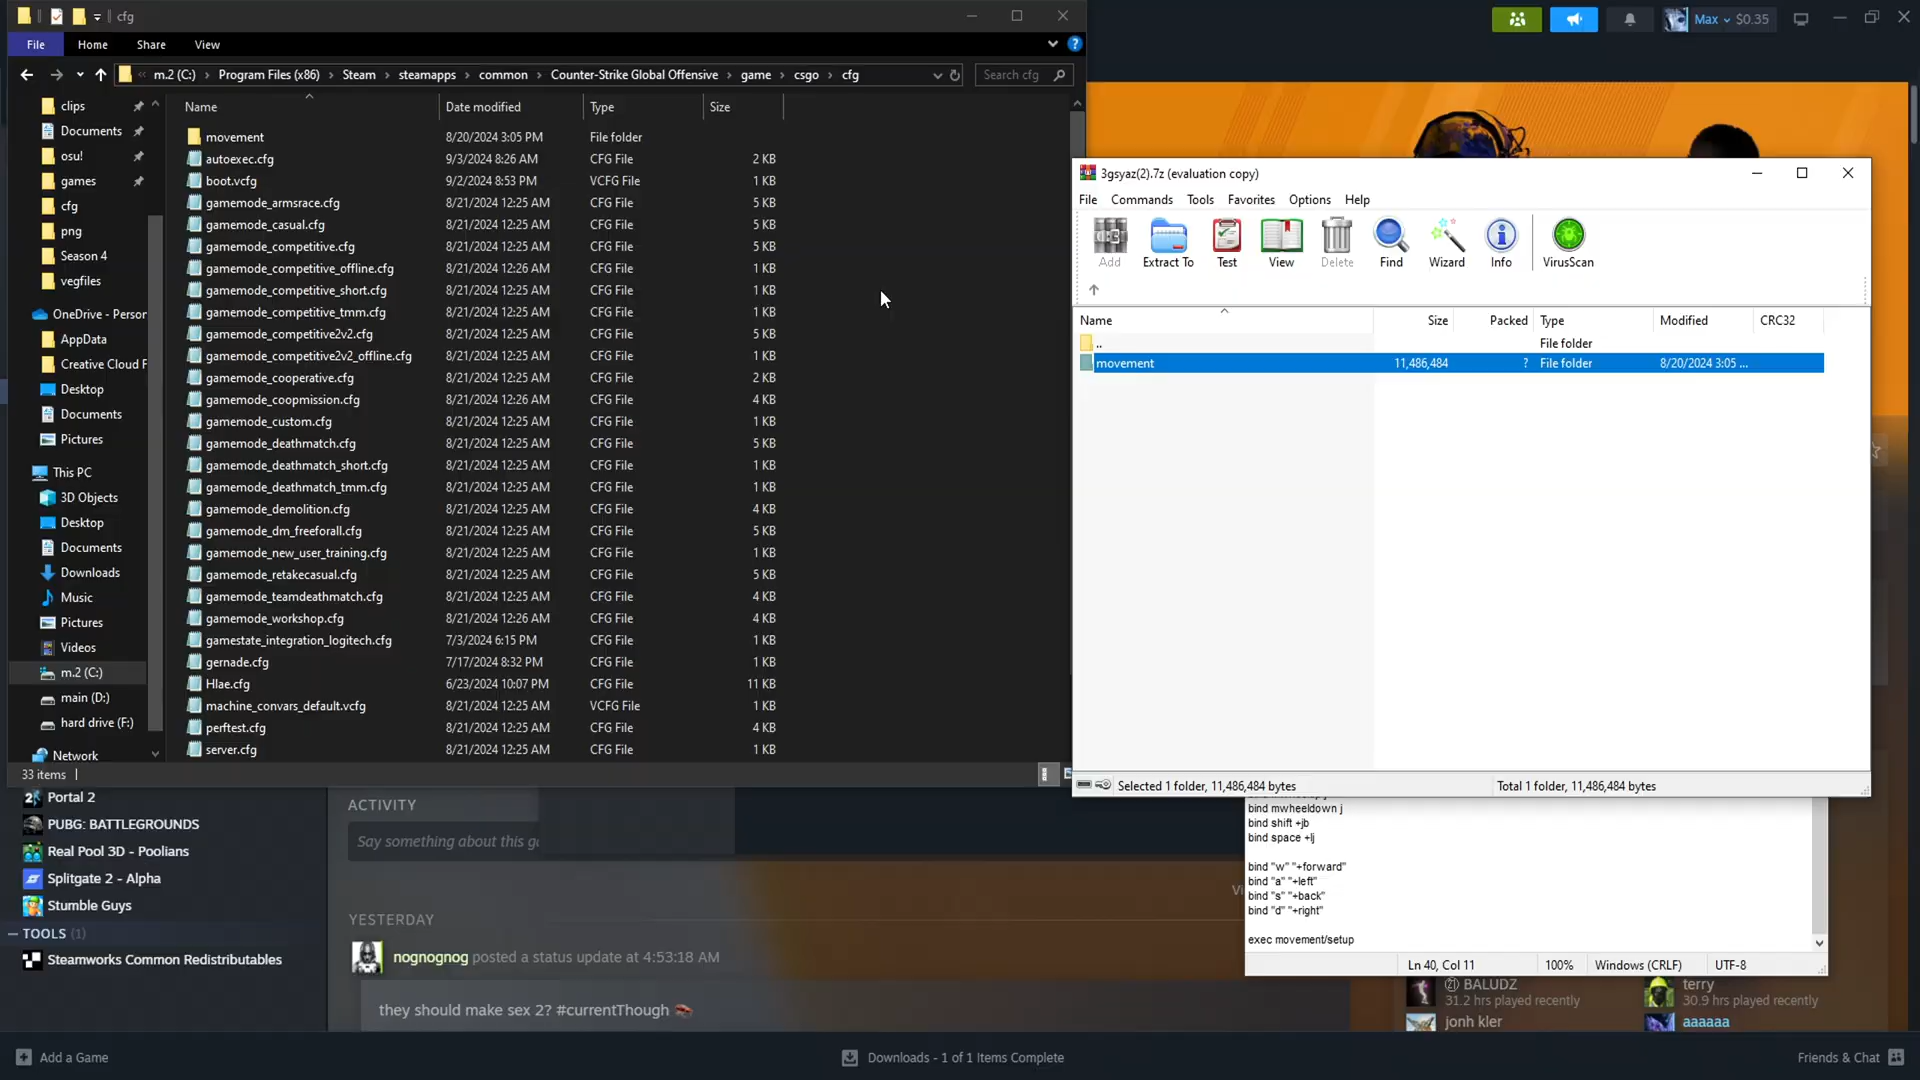 cfg
File Home Share View
m.2 (C:) Program Files (x86) Steam steamapps common Counter-Strike Global Offensive game csgo cfg Search cfg
clips
Documents
osu!
games
cfg
png
Season 4
vegfiles
OneDrive - Person
AppData
Creative Cloud F
Desktop
Documents
Pictures
This PC
3D Objects
Desktop
Documents
Downloads
Music
Pictures
Videos
m.2 (C:)
main (D:)
hard drive (F:)
Network
Name Date modified Type Size
movement 8/20/2024 3:05 PM File folder
autoexec.cfg 9/3/2024 8:26 AM CFG File 2 KB
boot.vcfg 9/2/2024 8:53 PM VCFG File 1 KB
gamemode_armsrace.cfg 8/21/2024 12:25 AM CFG File 5 KB
gamemode_casual.cfg 8/21/2024 12:25 AM CFG File 5 KB
gamemode_competitive.cfg 8/21/2024 12:25 AM CFG File 5 KB
gamemode_competitive_offline.cfg 8/21/2024 12:26 AM CFG File 1 KB
gamemode_competitive_short.cfg 8/21/2024 12:25 AM CFG File 1 KB
gamemode_competitive_tmm.cfg 8/21/2024 12:25 AM CFG File 1 KB
gamemode_competitive2v2.cfg 8/21/2024 12:25 AM CFG File 5 KB
gamemode_competitive2v2_offline.cfg 8/21/2024 12:26 AM CFG File 1 KB
gamemode_cooperative.cfg 8/21/2024 12:25 AM CFG File 2 KB
gamemode_coopmission.cfg 8/21/2024 12:26 AM CFG File 4 KB
gamemode_custom.cfg 8/21/2024 12:25 AM CFG File 1 KB
gamemode_deathmatch.cfg 8/21/2024 12:25 AM CFG File 5 KB
gamemode_deathmatch_short.cfg 8/21/2024 12:25 AM CFG File 1 KB
gamemode_deathmatch_tmm.cfg 8/21/2024 12:25 AM CFG File 1 KB
gamemode_demolition.cfg 8/21/2024 12:25 AM CFG File 4 KB
gamemode_dm_freeforall.cfg 8/21/2024 12:25 AM CFG File 5 KB
gamemode_new_user_training.cfg 8/21/2024 12:25 AM CFG File 1 KB
gamemode_retakecasual.cfg 8/21/2024 12:25 AM CFG File 5 KB
gamemode_teamdeathmatch.cfg 8/21/2024 12:25 AM CFG File 4 KB
gamemode_workshop.cfg 8/21/2024 12:26 AM CFG File 4 KB
gamestate_integration_logitech.cfg 7/3/2024 6:15 PM CFG File 1 KB
gernade.cfg 7/17/2024 8:32 PM CFG File 1 KB
Hlae.cfg 6/23/2024 10:07 PM CFG File 11 KB
machine_convars_default.vcfg 8/21/2024 12:25 AM VCFG File 1 KB
perftest.cfg 8/21/2024 12:25 AM CFG File 4 KB
server.cfg 8/21/2024 12:25 AM CFG File 1 KB
33 items
Max $0.35
3gsyaz(2).7z (evaluation copy)
File Commands Tools Favorites Options Help
Add Extract To Test View Delete Find Wizard Info VirusScan
Name Size Packed Type Modified CRC32
.. File folder
movement 11,486,484 ? File folder 8/20/2024 3:05 ...
Selected 1 folder, 11,486,484 bytes Total 1 folder, 11,486,484 bytes
bind mwheeldown j
bind shift +jb
bind space +lj
bind "w" "+forward"
bind "a" "+left"
bind "s" "+back"
bind "d" "+right"
exec movement/setup
Ln 40, Col 11 100% Windows (CRLF) UTF-8
Portal 2
PUBG: BATTLEGROUNDS
Real Pool 3D - Poolians
Splitgate 2 - Alpha
Stumble Guys
TOOLS (1)
Steamworks Common Redistributables
ACTIVITY
Say something about this g
YESTERDAY
nognognog posted a status update at 4:53:18 AM
they should make sex 2? #currentThough
BALUDZ
31.2 hrs played recently
jonh kler
terry
30.9 hrs played recently
aaaaaa
Add a Game
Downloads - 1 of 1 Items Complete
Friends & Chat